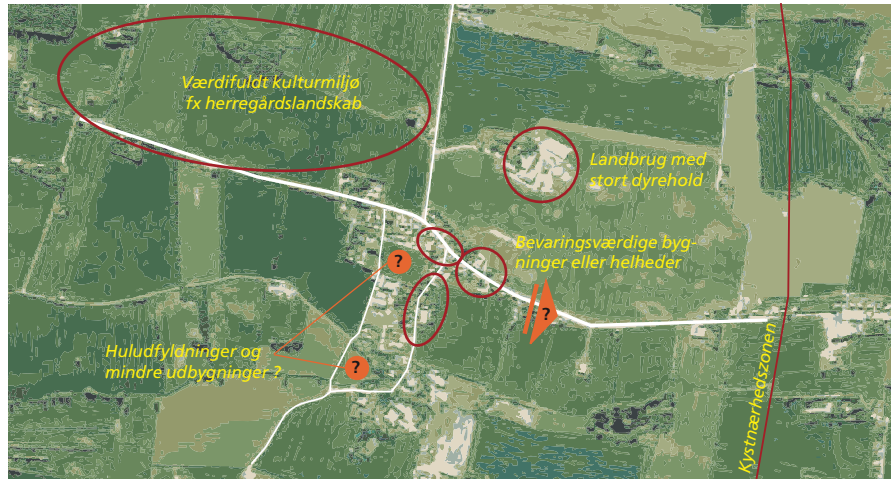 Værdifuldt kulturmiljø
fx herregårdslandskab
Landbrug med
stort dyrehold
Bevaringsværdige byg-
ninger eller helheder
?
?
Huludfyldninger og
mindre udbygninger ?
?
Kystnærhedszonen